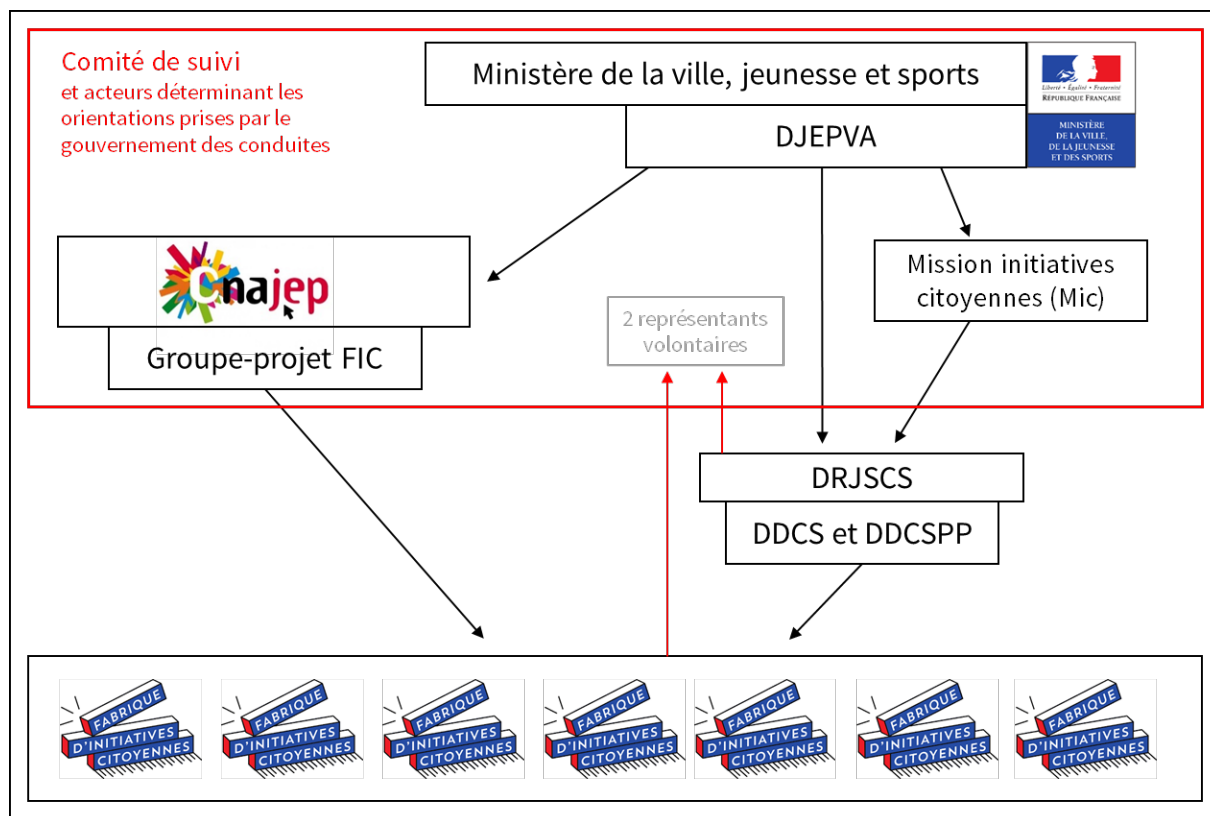 Comité de suivi
et acteurs déterminant les
orientations prises par le
gouvernement des conduites
Ministère de la ville, jeunesse et sports
DJEPVA
Liberté • Égalité • Fraternité
RÉPUBLIQUE FRANÇAISE
MINISTÈRE
DE LA VILLE,
DE LA JEUNESSE
ET DES SPORTS
Cnajep
Groupe-projet FIC
2 représentants
volontaires
Mission initiatives
citoyennes (Mic)
DRJSCS
DDCS et DDCSPP
FABRIQUE
D'INITIATIVES
CITOYENNES
FABRIQUE
D'INITIATIVES
CITOYENNES
FABRIQUE
D'INITIATIVES
CITOYENNES
FABRIQUE
D'INITIATIVES
CITOYENNES
FABRIQUE
D'INITIATIVES
CITOYENNES
FABRIQUE
D'INITIATIVES
CITOYENNES
FABRIQUE
D'INITIATIVES
CITOYENNES